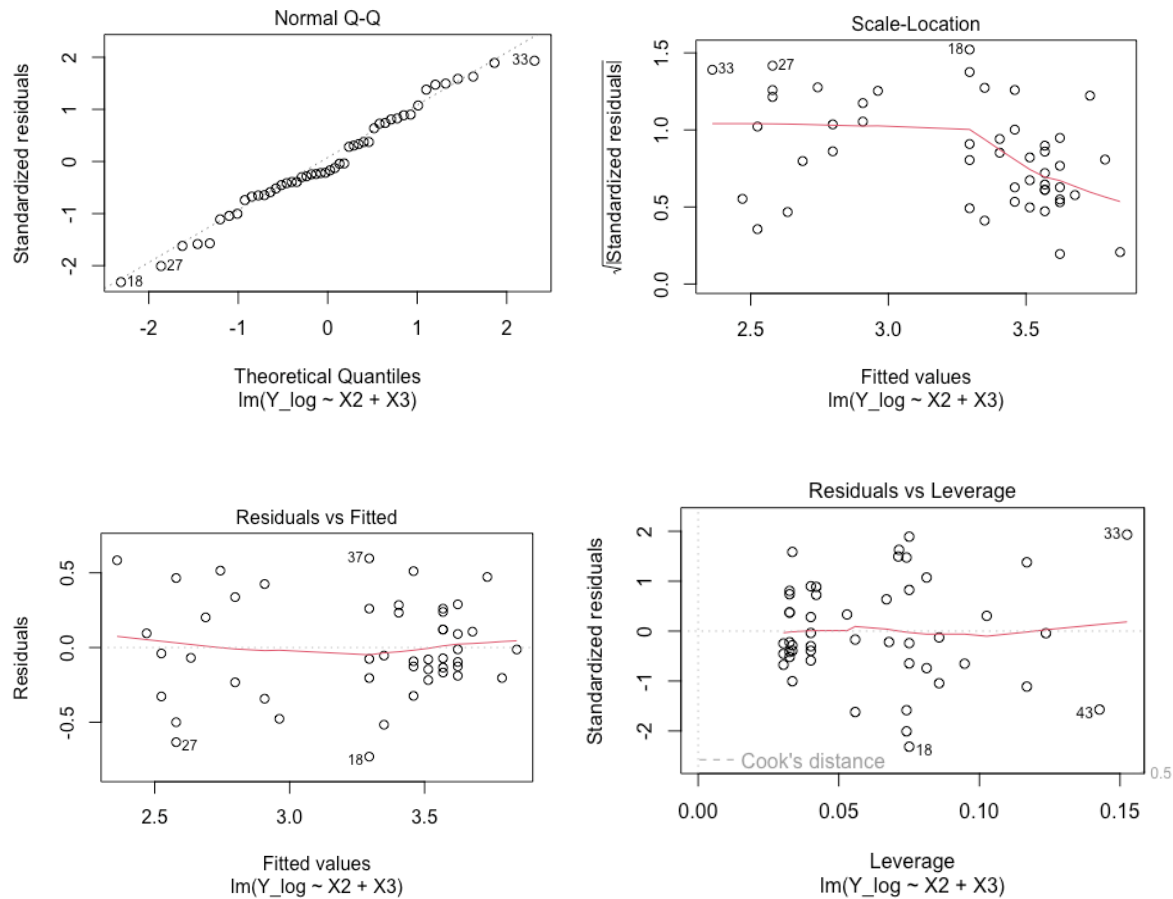 Normal Q-Q
Standardized residuals
2
1
0
-1
-2
33
27
18
-2
-1
0
1
2
Theoretical Quantiles
lm(Y_log ~ X2 + X3)
Scale-Location
√|Standardized residuals|
1.5
1.0
0.5
0.0
18
33
27
2.5
3.0
3.5
Fitted values
lm(Y_log ~ X2 + X3)
Residuals vs Fitted
Residuals
0.5
0.0
-0.5
37
27
18
2.5
3.0
3.5
Fitted values
lm(Y_log ~ X2 + X3)
Residuals vs Leverage
Standardized residuals
2
1
0
-1
-2
33
43
18
Cook's distance
0.5
0.00
0.05
0.10
0.15
Leverage
lm(Y_log ~ X2 + X3)